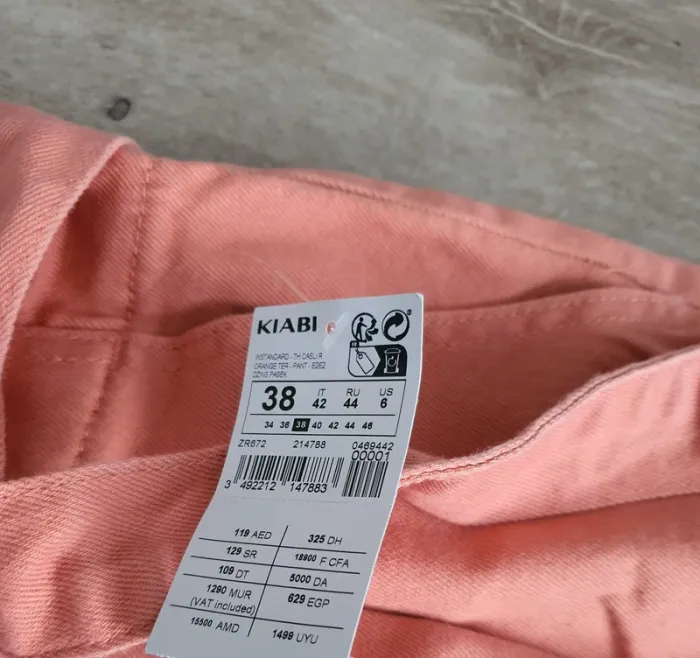 KIABI
INSTANDARD - TH CASU R
ORANGE TER - PANT - E2E2
DZINS PASEK
38 IT 42 RU 44 US 6
34 36 38 40 42 44 46
ZR672 214788 0469442
00001
3 492212 147883
119 AED 325 DH
129 SR 18900 F CFA
109 DT 5000 DA
1290 MUR (VAT included) 629 EGP
15500 AMD 1499 UYU